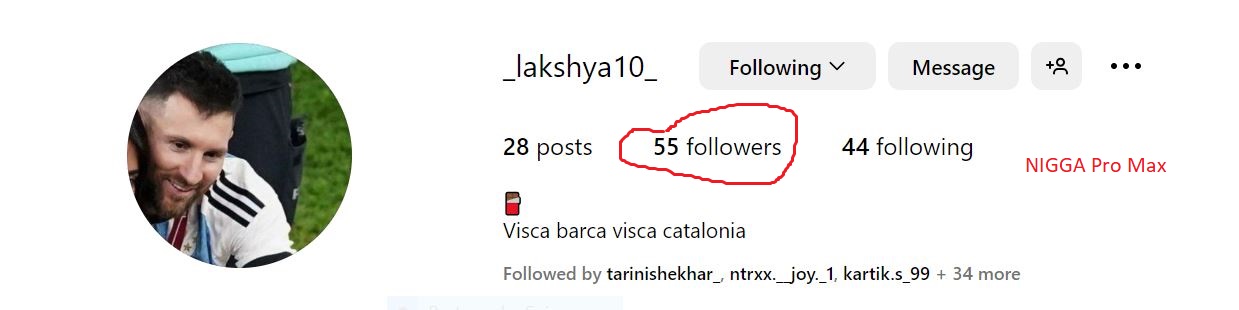 _lakshya10_ Following Message
28 posts 55 followers 44 following
NIGGA Pro Max
Visca barca visca catalonia
Followed by tarinishekhar_, ntrxx.__joy._1, kartik.s_99 + 34 more